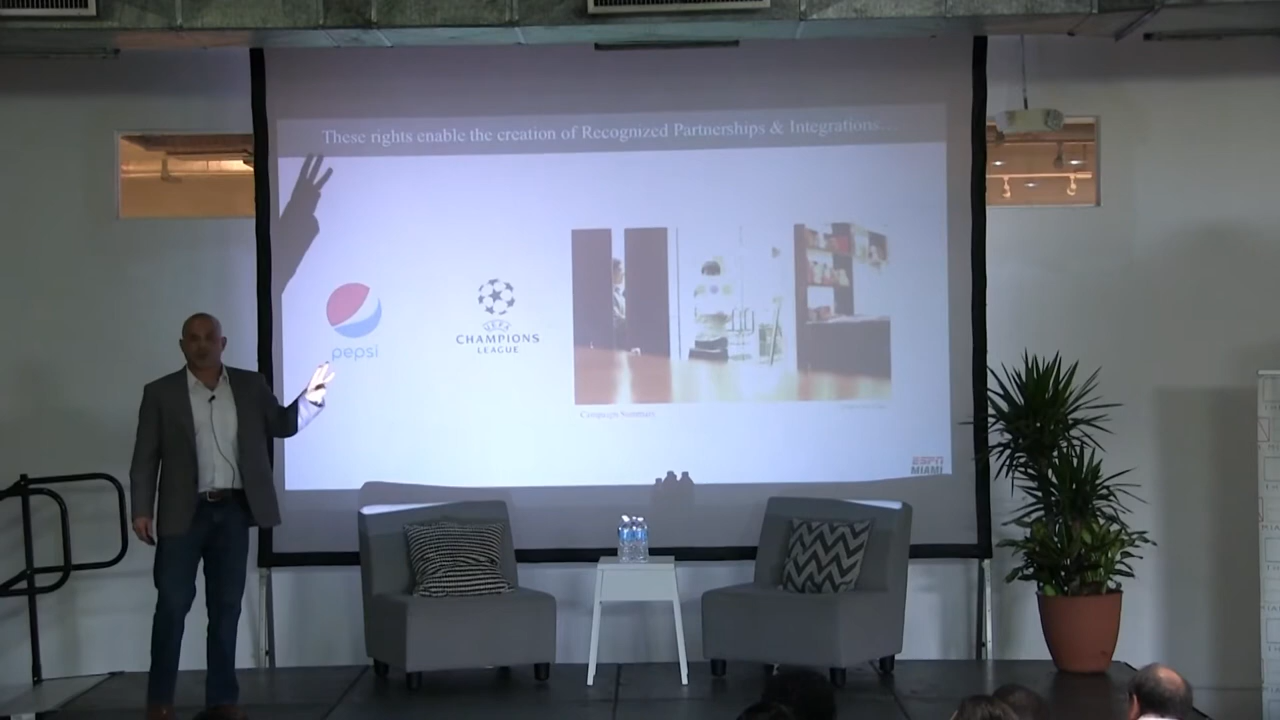 These rights enable the creation of Recognized Partnerships & Integrations…
pepsi
UEFA
CHAMPIONS
LEAGUE
Campaign Summary
ESPN
MIAMI